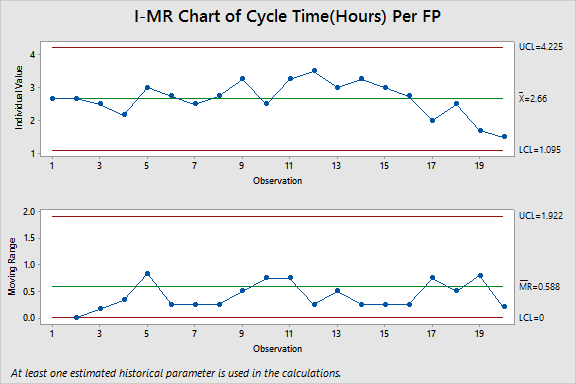 I-MR Chart of Cycle Time(Hours) Per FP
Individual Value
4
3
2
1
UCL=4.225
X̅=2.66
LCL=1.095
1 3 5 7 9 11 13 15 17 19
Observation
Moving Range
2.0
1.5
1.0
0.5
0.0
UCL=1.922
M̅R̅=0.588
LCL=0
1 3 5 7 9 11 13 15 17 19
Observation
At least one estimated historical parameter is used in the calculations.